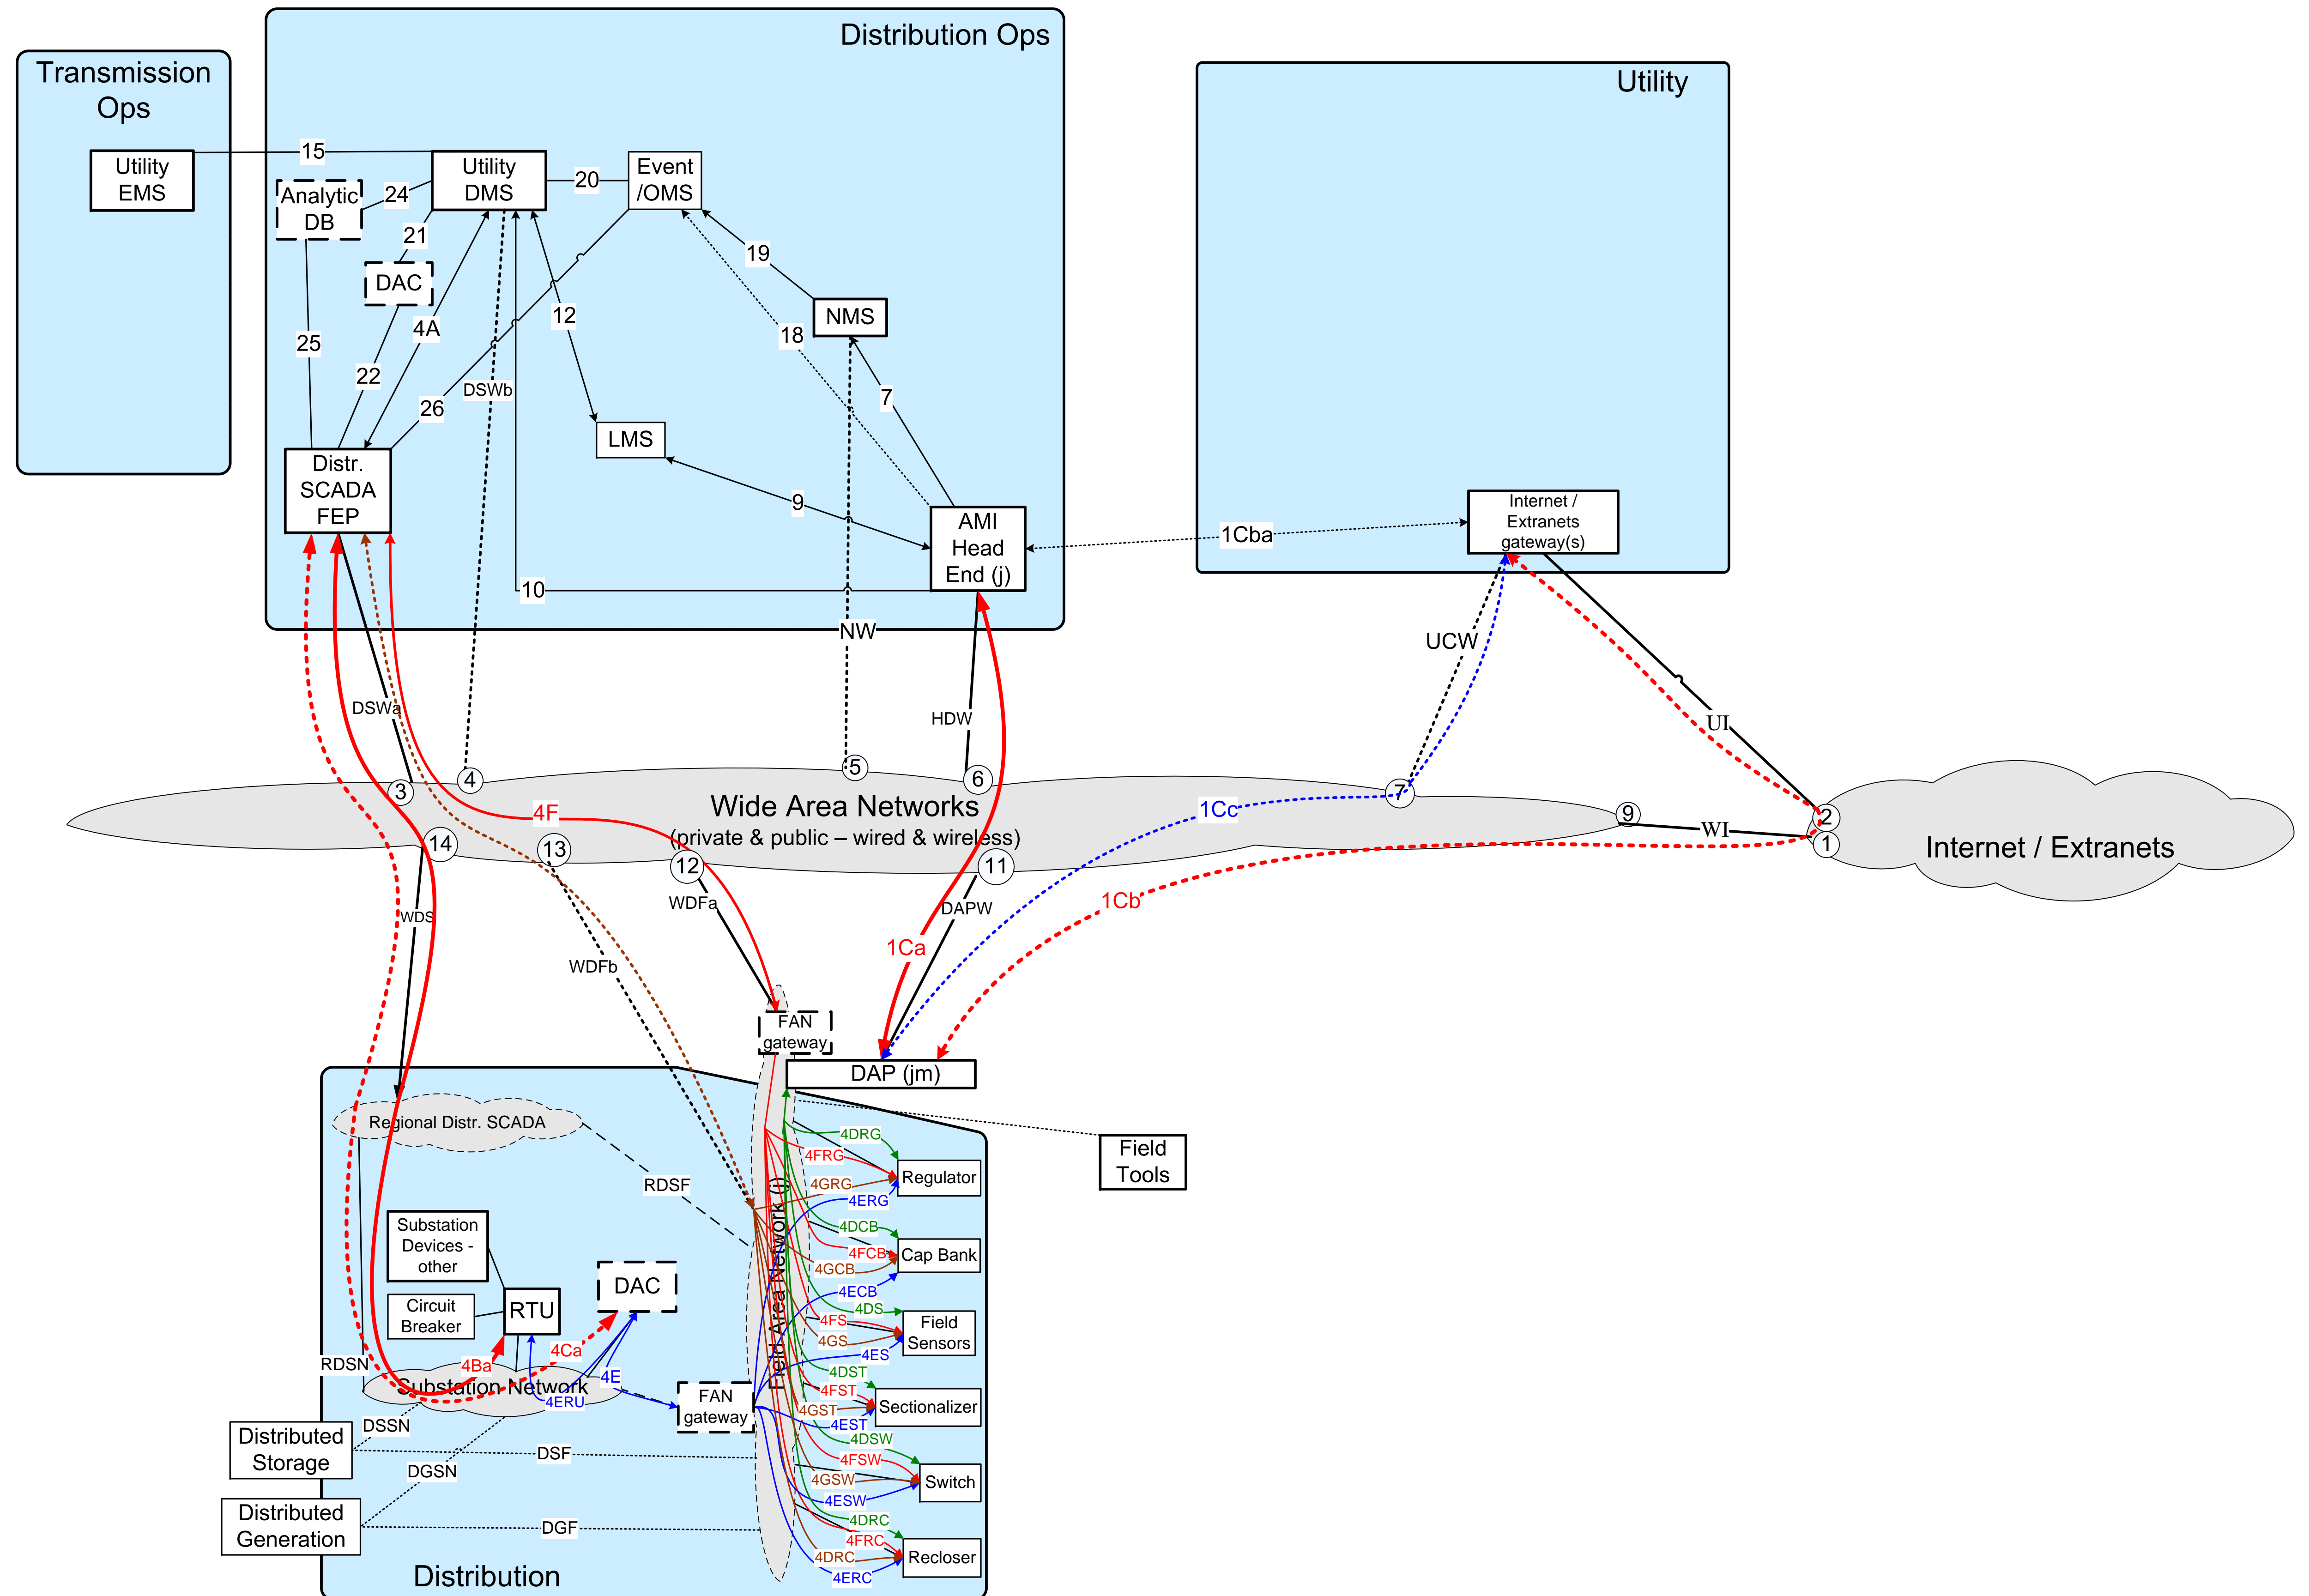 Distribution Ops
Transmission
Ops
Utility
Utility
EMS
15
Analytic
DB
24
Utility
DMS
20
Event
/OMS
21
DAC
19
4A
12
18
NMS
25
22
26
DSWb
7
LMS
Distr.
SCADA
FEP
9
AMI
Head
End (j)
10
1Cba
Internet /
Extranets
gateway(s)
NW
UCW
DSWa
HDW
UI
3
4
5
6
7
9
2
1
WI
4F
Wide Area Networks
(private & public – wired & wireless)
1Cc
Internet / Extranets
14
13
12
11
WDS
WDFa
DAPW
1Cb
1Ca
WDFb
FAN
gateway
DAP (jm)
Regional Distr. SCADA
RDSF
Field
Tools
Field Area Network (j)
4DRG
4FRG
4GRG
4ERG
Regulator
4DCB
4FCB
4GCB
4ECB
Cap Bank
4DS
4FS
4GS
4ES
Field
Sensors
4DST
4FST
4GST
4EST
Sectionalizer
4DSW
4FSW
4GSW
4ESW
Switch
4DRC
4FRC
4DRC
4ERC
Recloser
Substation
Devices -
other
Circuit
Breaker
RTU
DAC
RDSN
4Ba
4Ca
4E
4ERU
Substation Network
FAN
gateway
DSSN
Distributed
Storage
DSF
DGSN
Distributed
Generation
DGF
Distribution